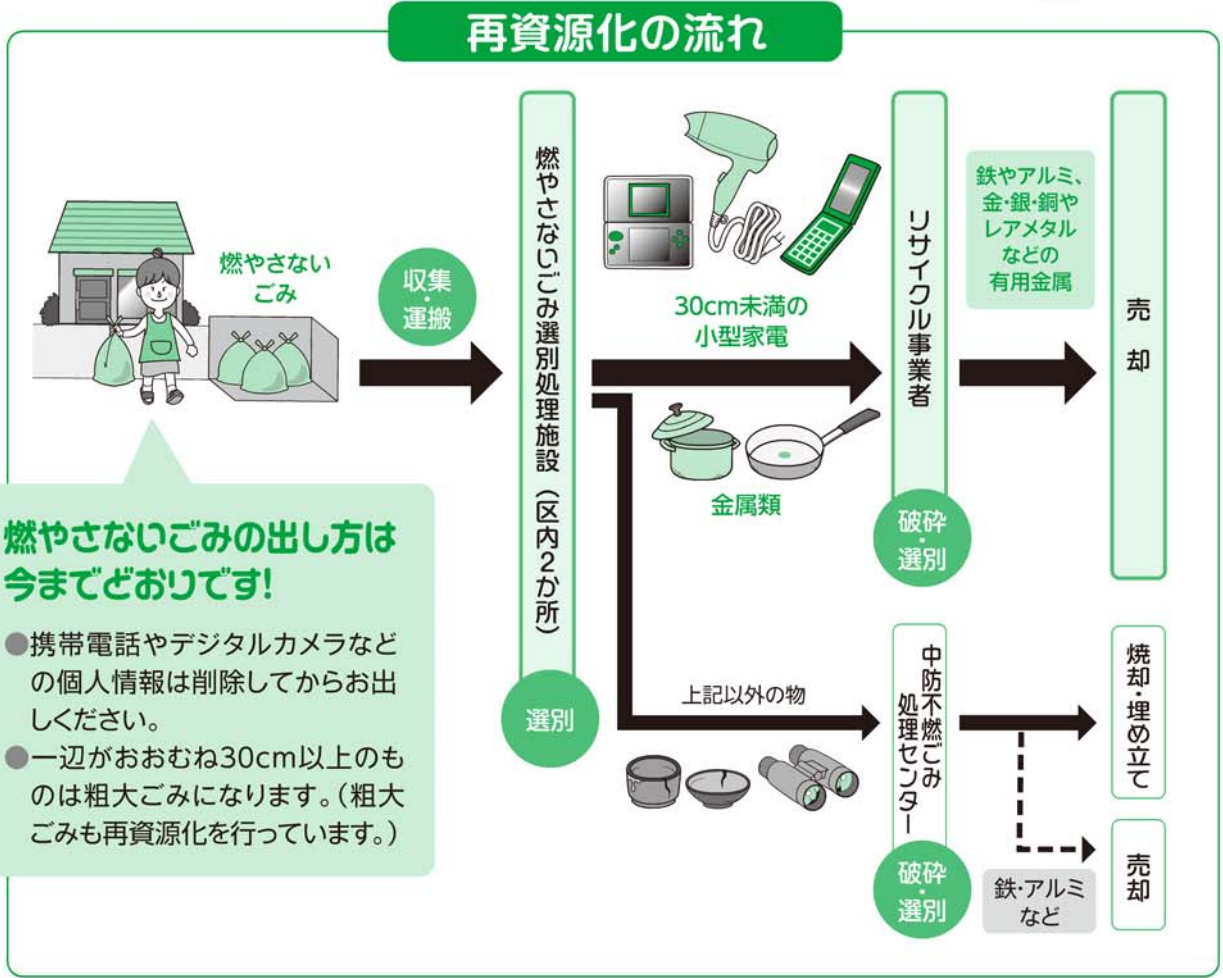 再資源化の流れ
燃やさない
ごみ
収集
・
運搬
燃やさないごみ選別処理施設（区内2か所）
選別
30cm未満の
小型家電
金属類
リサイクル事業者
破砕
・
選別
鉄やアルミ、
金・銀・銅や
レアメタル
などの
有用金属
売却
上記以外の物
中防不燃ごみ
処理センター
破砕
・
選別
焼却・埋め立て
鉄・アルミ
など
売却
燃やさないごみの出し方は
今までどおりです!
●携帯電話やデジタルカメラなど
の個人情報は削除してからお出
しください。
●一辺がおおむね30cm以上のも
のは粗大ごみになります。（粗大
ごみも再資源化を行っています。）